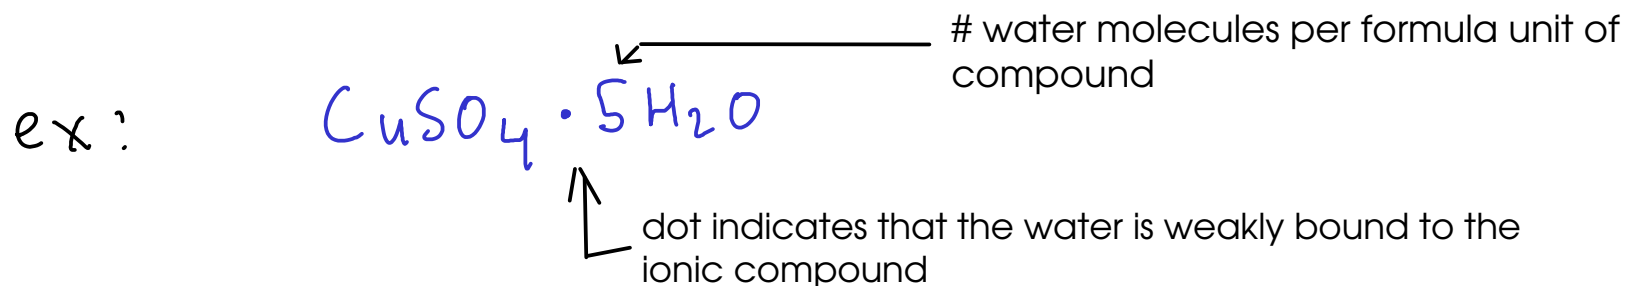 # water molecules per formula unit of
compound
ex: CuSO4 · 5H2O
dot indicates that the water is weakly bound to the
ionic compound